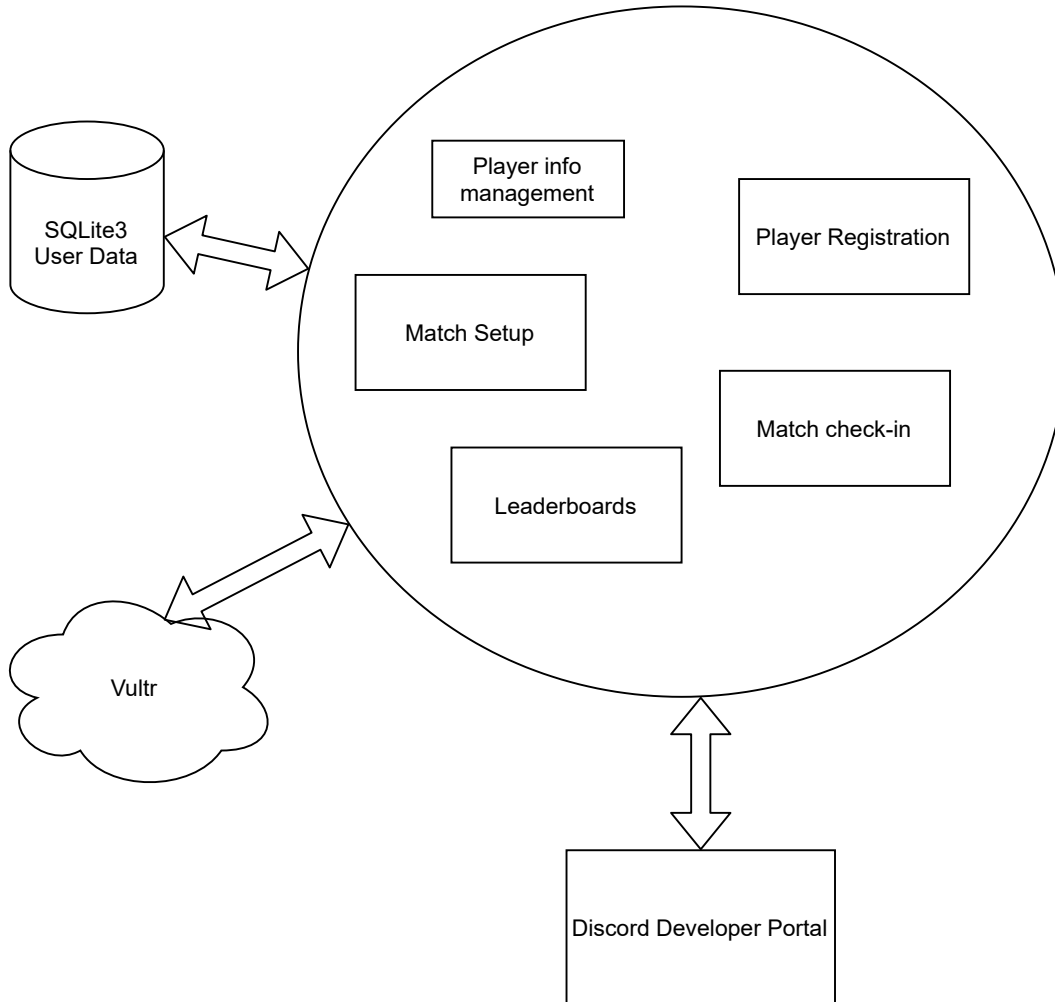 Player info
management
Player Registration
SQLite3
User Data
Match Setup
Match check-in
Leaderboards
Vultr
Discord Developer Portal